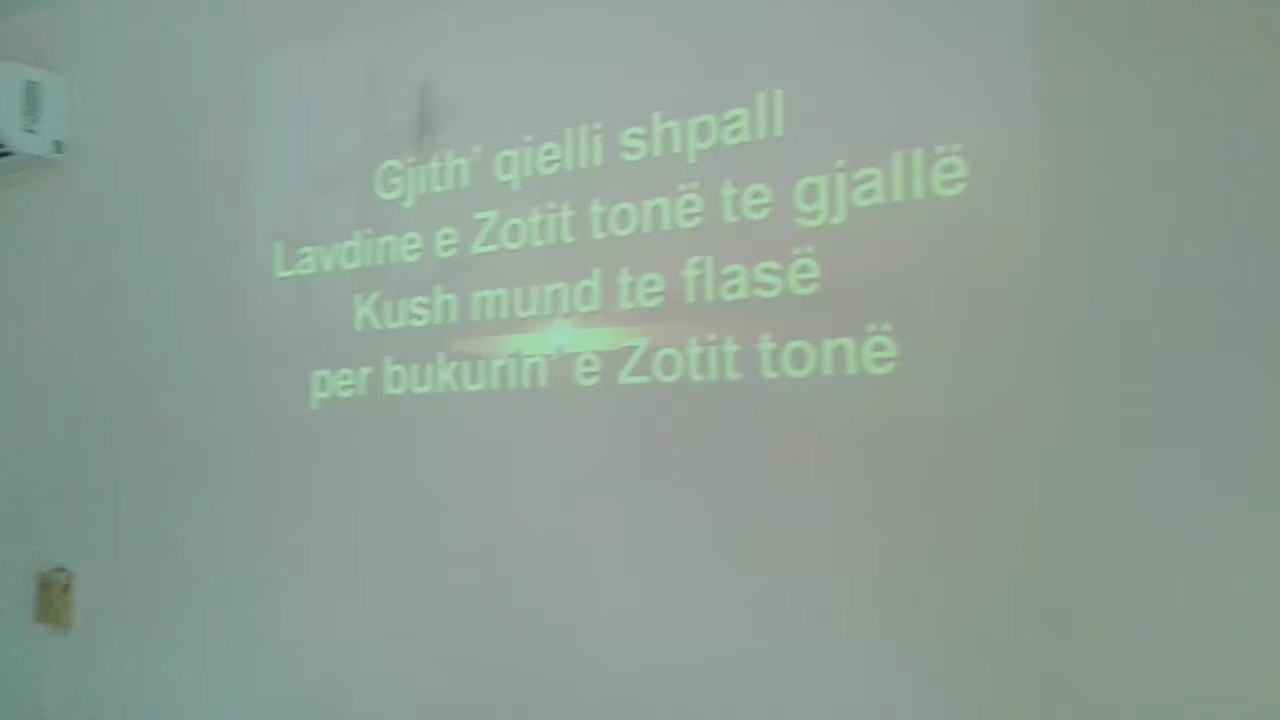 Gjith' qielli shpall
Lavdine e Zotit tonë te gjallë
Kush mund te flasë
per bukurin' e Zotit tonë